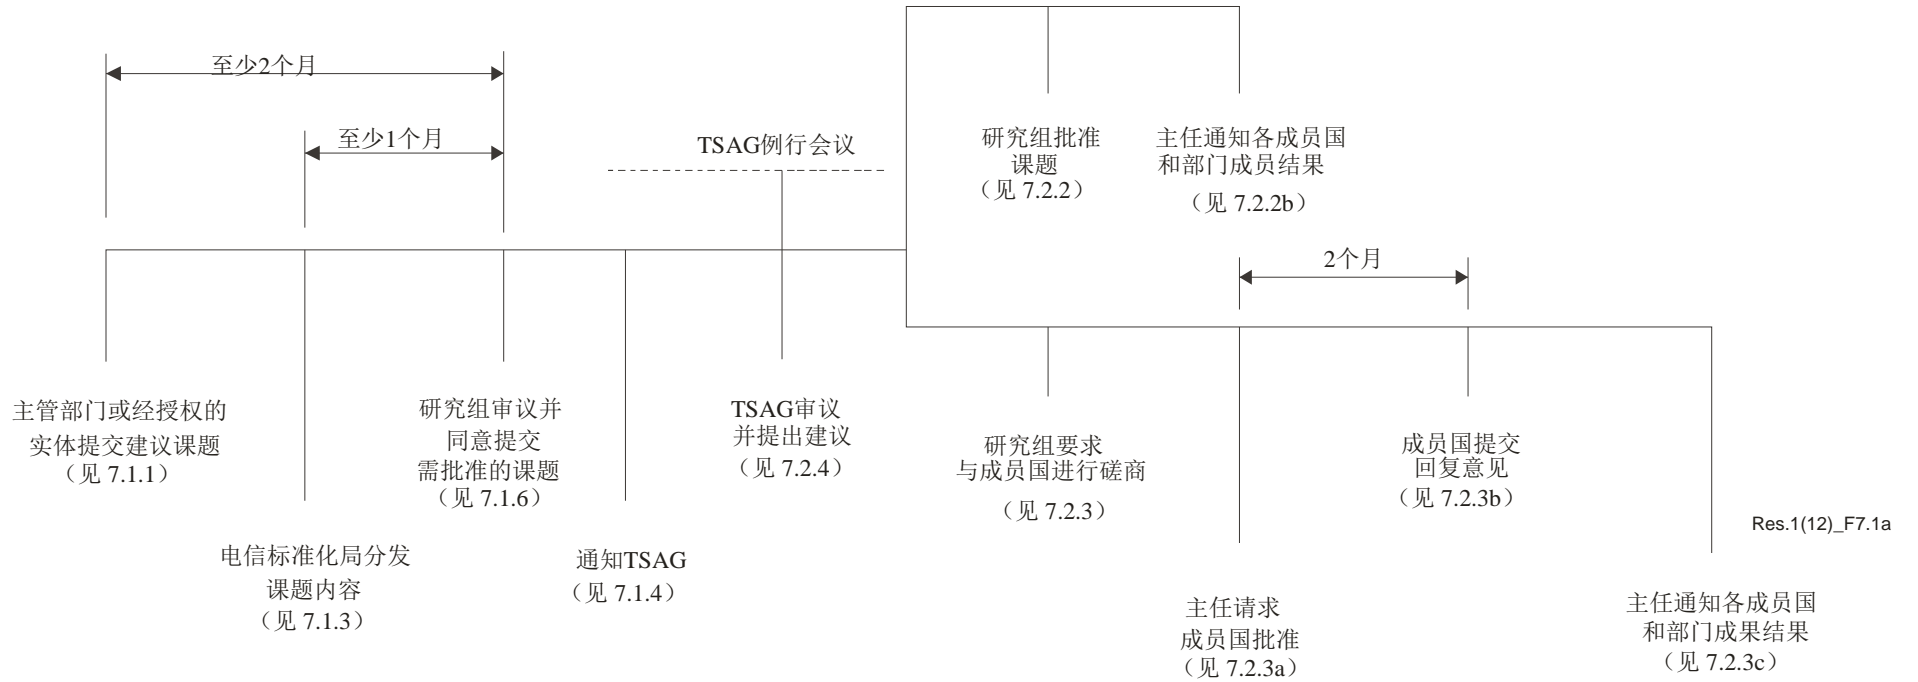 至少2个月
至少1个月
TSAG例行会议
研究组批准
课题
（见 7.2.2）
主任通知各成员国
和部门成员结果
（见 7.2.2b）
2个月
主管部门或经授权的
实体提交建议课题
（见 7.1.1）
电信标准化局分发
课题内容
（见 7.1.3）
研究组审议并
同意提交
需批准的课题
（见 7.1.6）
通知TSAG
（见 7.1.4）
TSAG审议
并提出建议
（见 7.2.4）
研究组要求
与成员国进行磋商
（见 7.2.3）
主任请求
成员国批准
（见 7.2.3a）
成员国提交
回复意见
（见 7.2.3b）
主任通知各成员国
和部门成果结果
（见 7.2.3c）
Res.1(12)_F7.1a